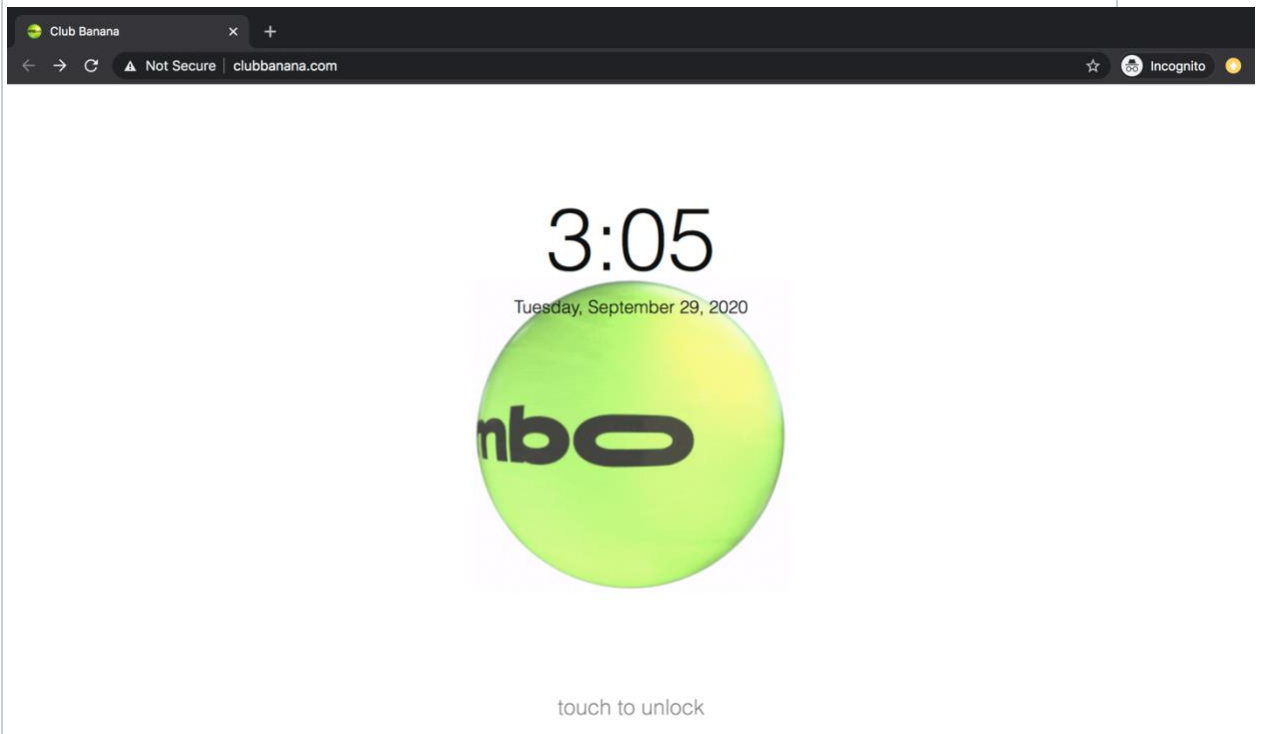 Club Banana
Not Secure clubbanana.com
Incognito
3:05
Tuesday, September 29, 2020
mbo
touch to unlock